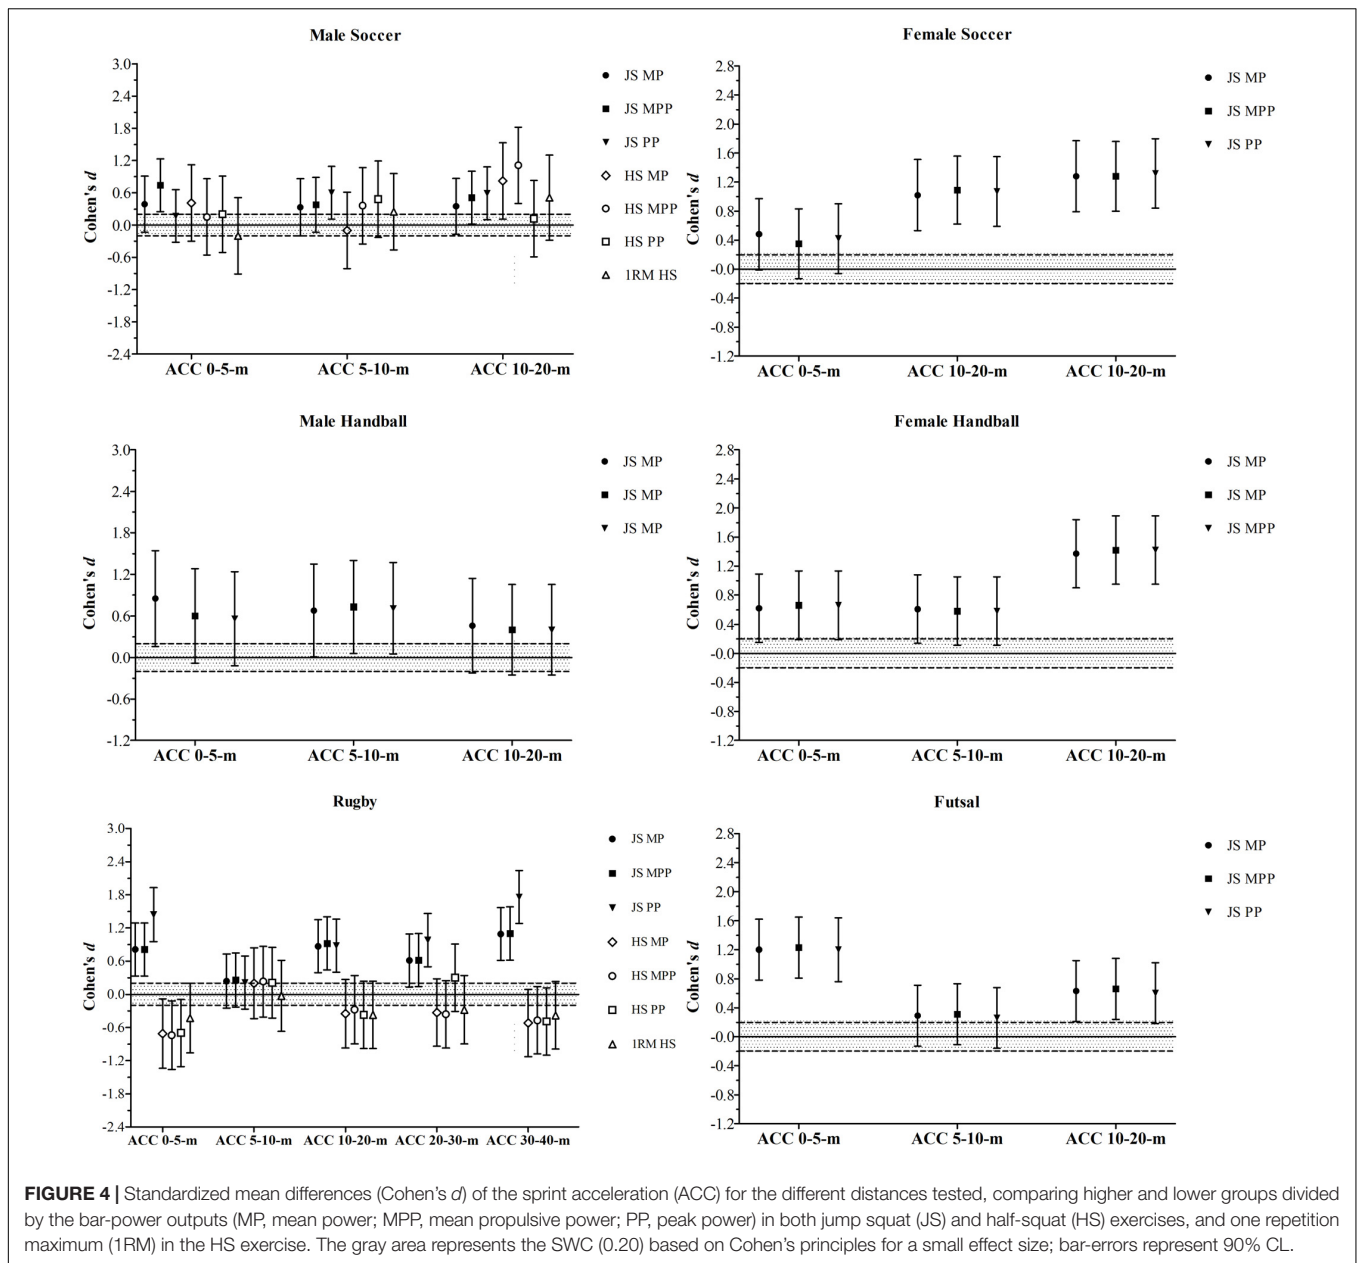 Male Soccer
3.0
2.4
1.8
1.2
0.6
0.0
-0.6
-1.2
-1.8
-2.4
Cohen's d
ACC 0-5-m
ACC 5-10-m
ACC 10-20-m
JS MP
JS MPP
JS PP
HS MP
HS MPP
HS PP
1RM HS
Female Soccer
2.8
2.4
2.0
1.6
1.2
0.8
0.4
-0.0
-0.4
-0.8
-1.2
Cohen's d
ACC 0-5-m
ACC 10-20-m
ACC 10-20-m
JS MP
JS MPP
JS PP
Male Handball
3.0
2.4
1.8
1.2
0.6
0.0
-0.6
-1.2
Cohen's d
ACC 0-5-m
ACC 5-10-m
ACC 10-20-m
JS MP
JS MP
JS MP
Female Handball
2.8
2.4
2.0
1.6
1.2
0.8
0.4
-0.0
-0.4
-0.8
-1.2
Cohen's d
ACC 0-5-m
ACC 5-10-m
ACC 10-20-m
JS MP
JS MP
JS MPP
Rugby
3.0
2.4
1.8
1.2
0.6
0.0
-0.6
-1.2
-1.8
-2.4
Cohen's d
ACC 0-5-m
ACC 5-10-m
ACC 10-20-m
ACC 20-30-m
ACC 30-40-m
JS MP
JS MPP
JS PP
HS MP
HS MPP
HS PP
1RM HS
Futsal
2.8
2.4
2.0
1.6
1.2
0.8
0.4
-0.0
-0.4
-0.8
-1.2
Cohen's d
ACC 0-5-m
ACC 5-10-m
ACC 10-20-m
JS MP
JS MPP
JS PP
FIGURE 4 | Standardized mean differences (Cohen's d) of the sprint acceleration (ACC) for the different distances tested, comparing higher and lower groups divided
by the bar-power outputs (MP, mean power; MPP, mean propulsive power; PP, peak power) in both jump squat (JS) and half-squat (HS) exercises, and one repetition
maximum (1RM) in the HS exercise. The gray area represents the SWC (0.20) based on Cohen's principles for a small effect size; bar-errors represent 90% CL.